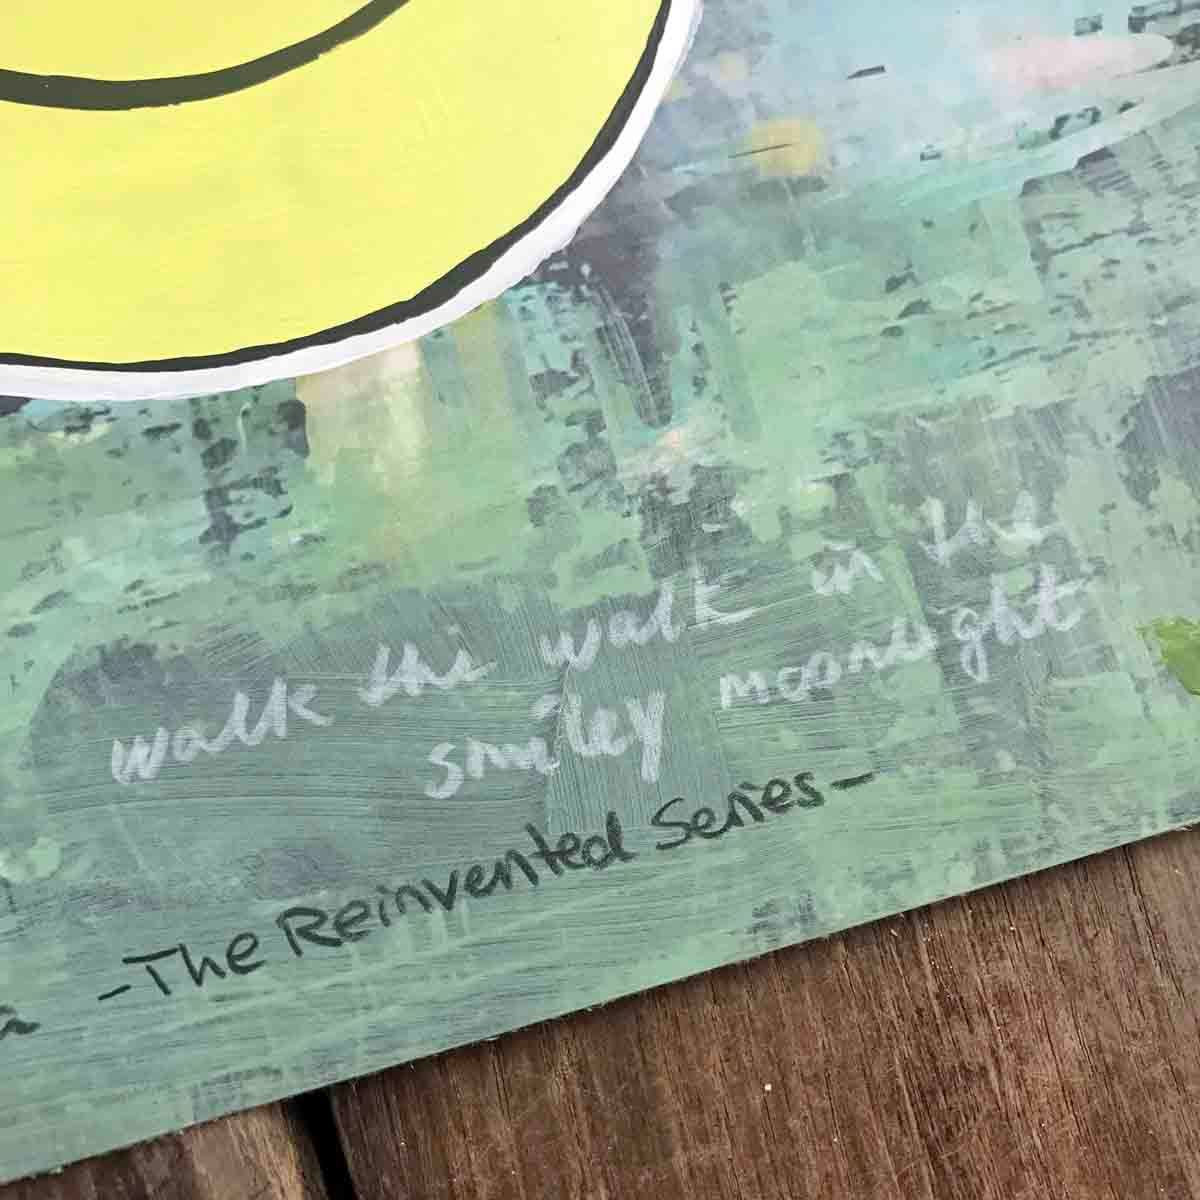 walk the walk in the
smiley moonlight
-The Reinvented Series-